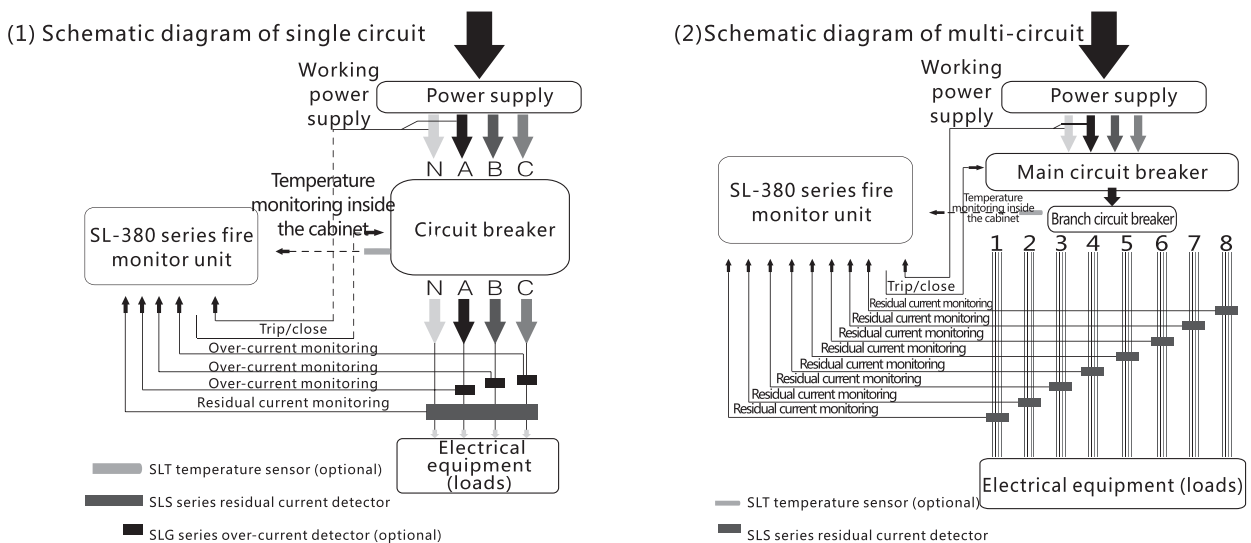 (1) Schematic diagram of single circuit
Working
power
supply
Power supply
N A B C
Temperature
monitoring inside
the cabinet
SL-380 series fire
monitor unit
Circuit breaker
N A B C
Trip/close
Over-current monitoring
Over-current monitoring
Over-current monitoring
Residual current monitoring
Electrical
equipment
(loads)
SLT temperature sensor (optional)
SLS series residual current detector
SLG series over-current detector (optional)
(2)Schematic diagram of multi-circuit
Working
power
supply
Power supply
Main circuit breaker
SL-380 series fire
monitor unit
Temperature
monitoring inside
the cabinet
Branch circuit breaker
1 2 3 4 5 6 7 8
Trip/close
Residual current monitoring
Residual current monitoring
Residual current monitoring
Residual current monitoring
Residual current monitoring
Residual current monitoring
Residual current monitoring
Residual current monitoring
Electrical equipment (loads)
SLT temperature sensor (optional)
SLS series residual current detector